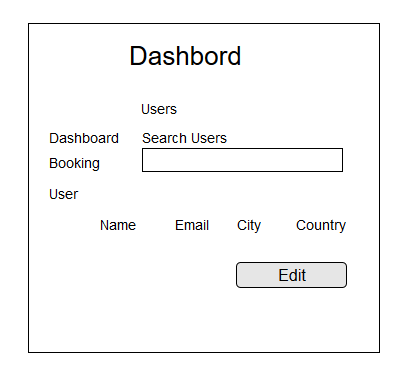 Dashbord
Users
Dashboard Search Users
Booking
User
Name Email City Country
Edit